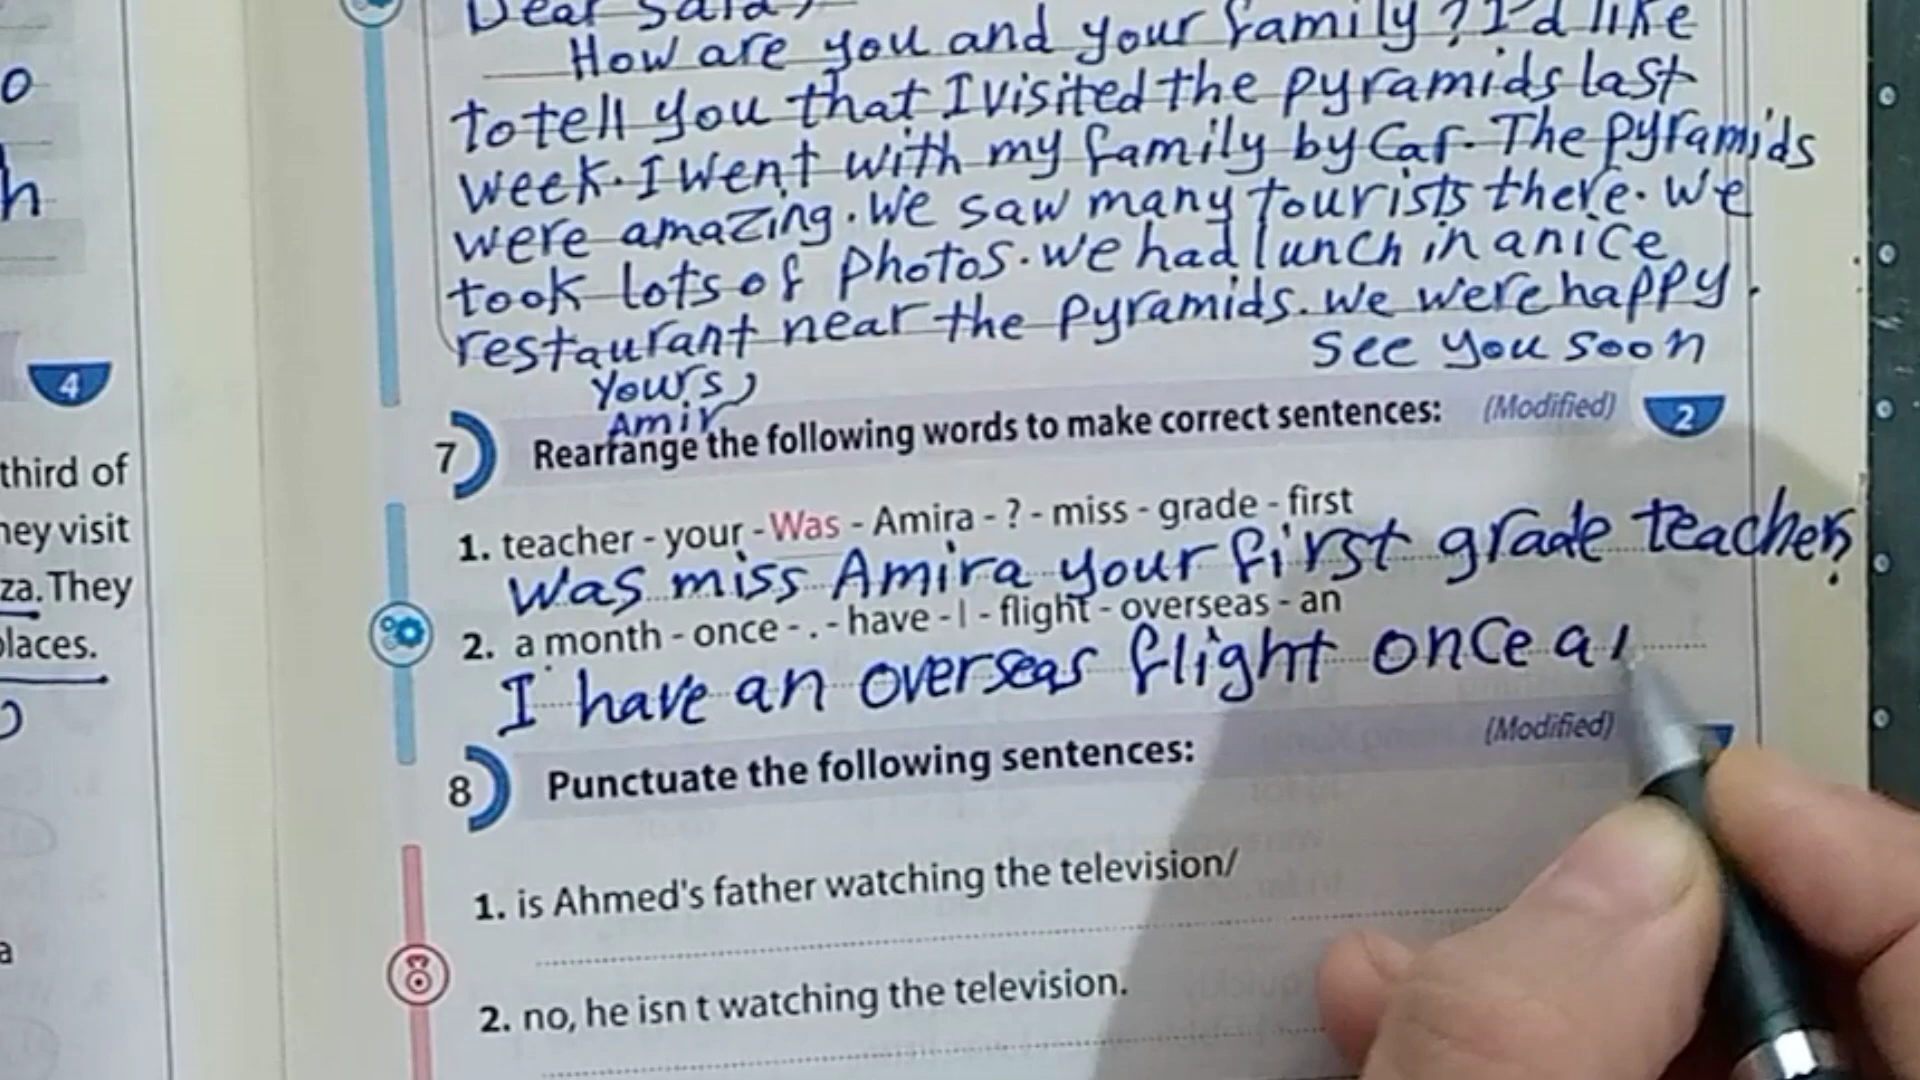 Dear Said,
How are you and your family? I'd like
to tell you that I visited the pyramids last
week. I went with my family by car. The pyramids
were amazing. We saw many tourists there. We
took lots of photos. We had lunch in a nice
restaurant near the pyramids. We were happy.
see you soon
Yours,
Amir
7 Rearrange the following words to make correct sentences: (Modified) 2
1. teacher - your - Was - Amira - ? - miss - grade - first
Was miss Amira your first grade teacher?
2. a month - once - . - have - I - flight - overseas - an
I have an overseas flight once a
8 Punctuate the following sentences: (Modified)
1. is Ahmed's father watching the television/
2. no, he isn t watching the television.
o
h
4
third of
hey visit
za. They
places.
a